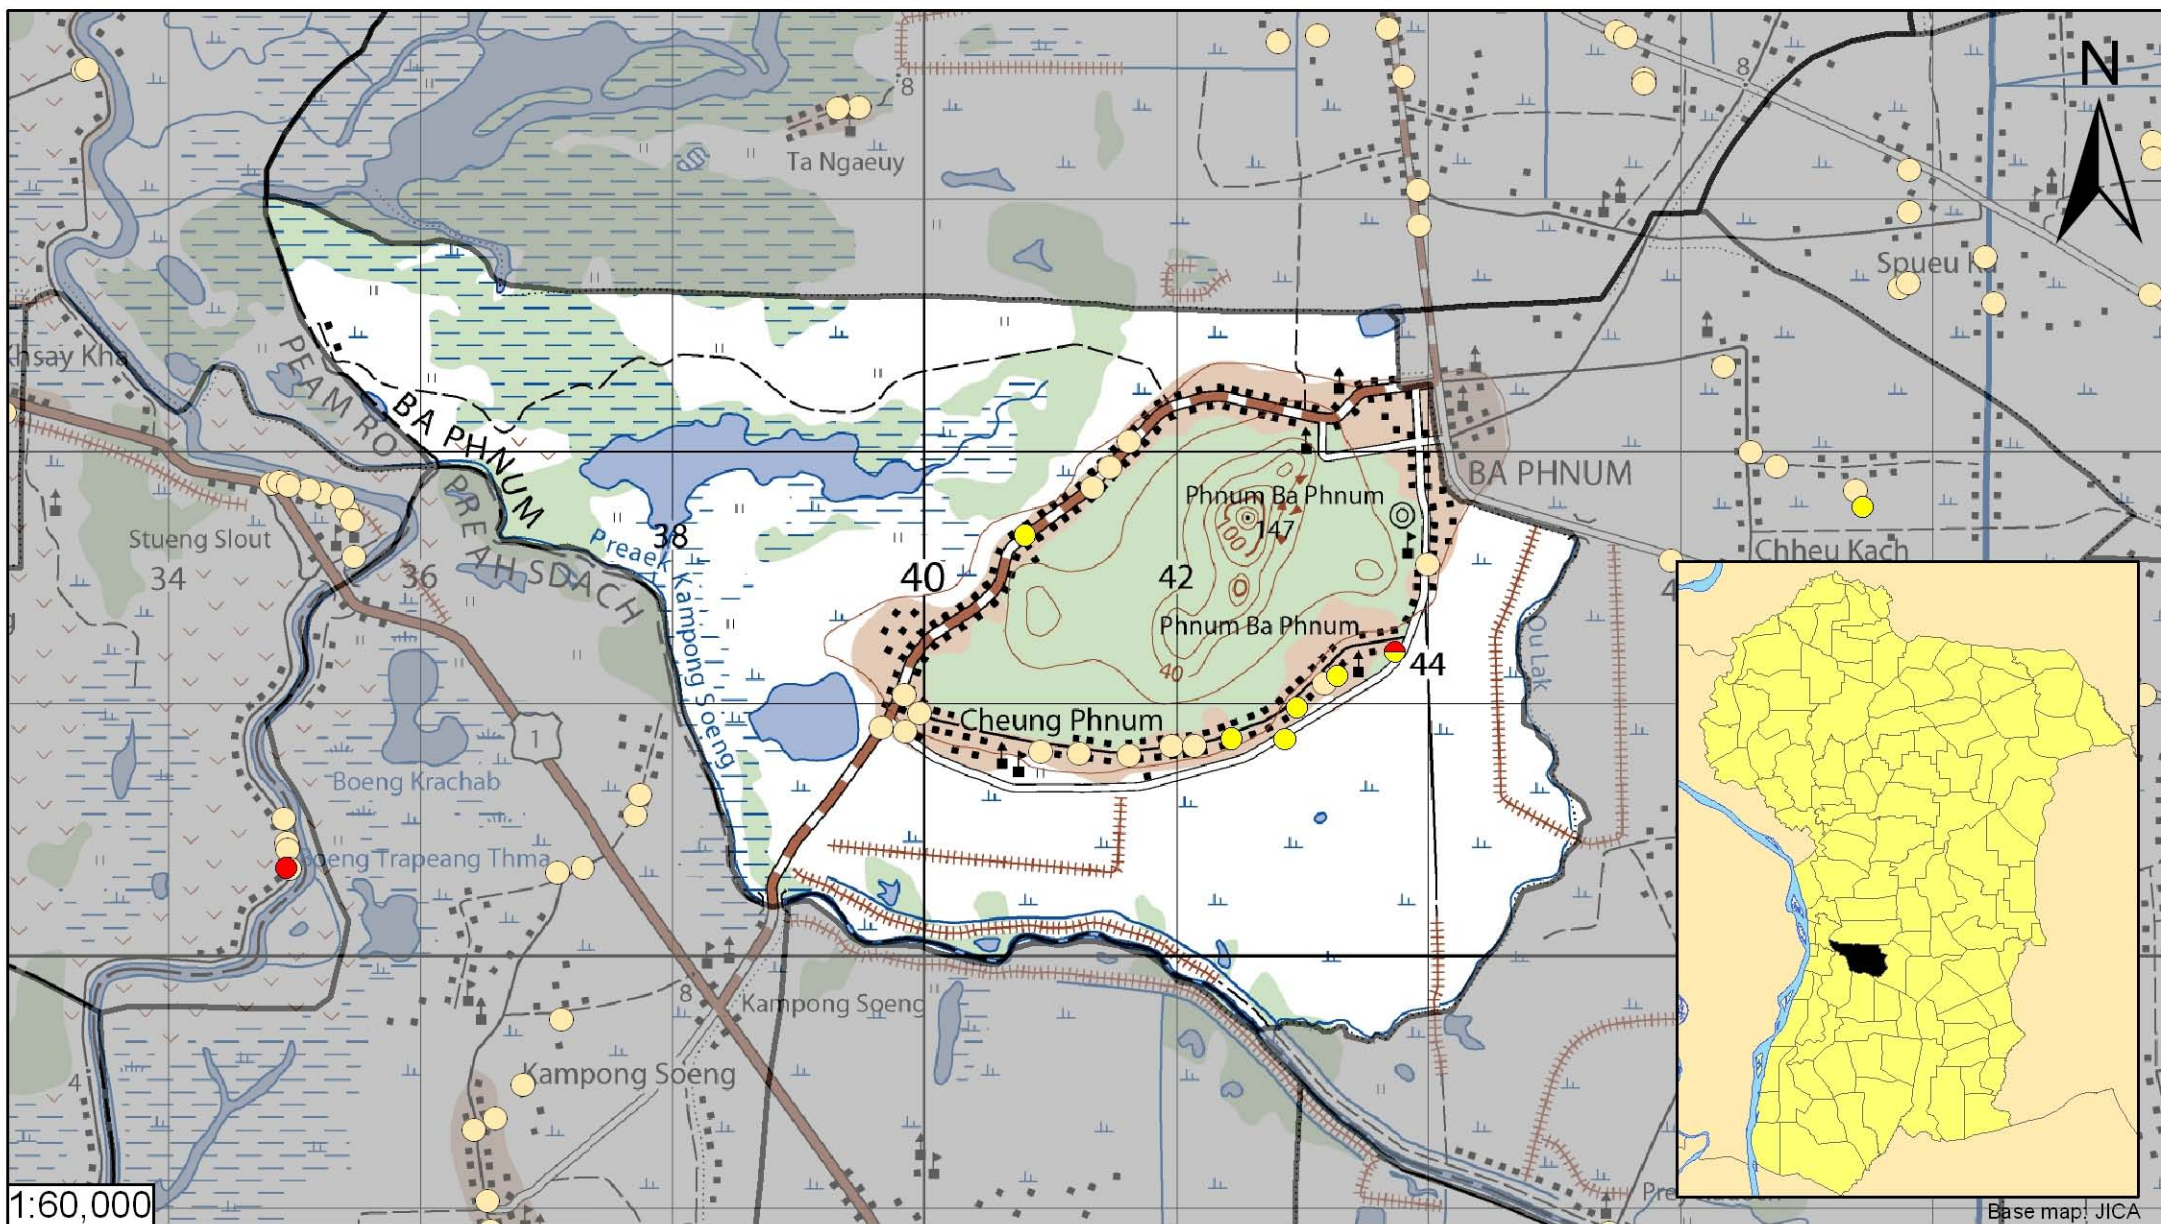 8
8
N
Ta Ngaeuy
Spueu K
Khsay Kha
PEAM RO
BA PHNUM
BA PHNUM
Phnum Ba Phnum
147
100
PREAH SDACH
Stueng Slout
34
36
38
40
42
Preaek Kampong Soeng
Chheu Kach
4
Phnum Ba Phnum
Ou Lak
40
44
Cheung Phnum
1
Boeng Krachab
Boeng Trapeang Thma
8
Kampong Soeng
Kampong Soeng
4
1:60,000
Base map: JICA